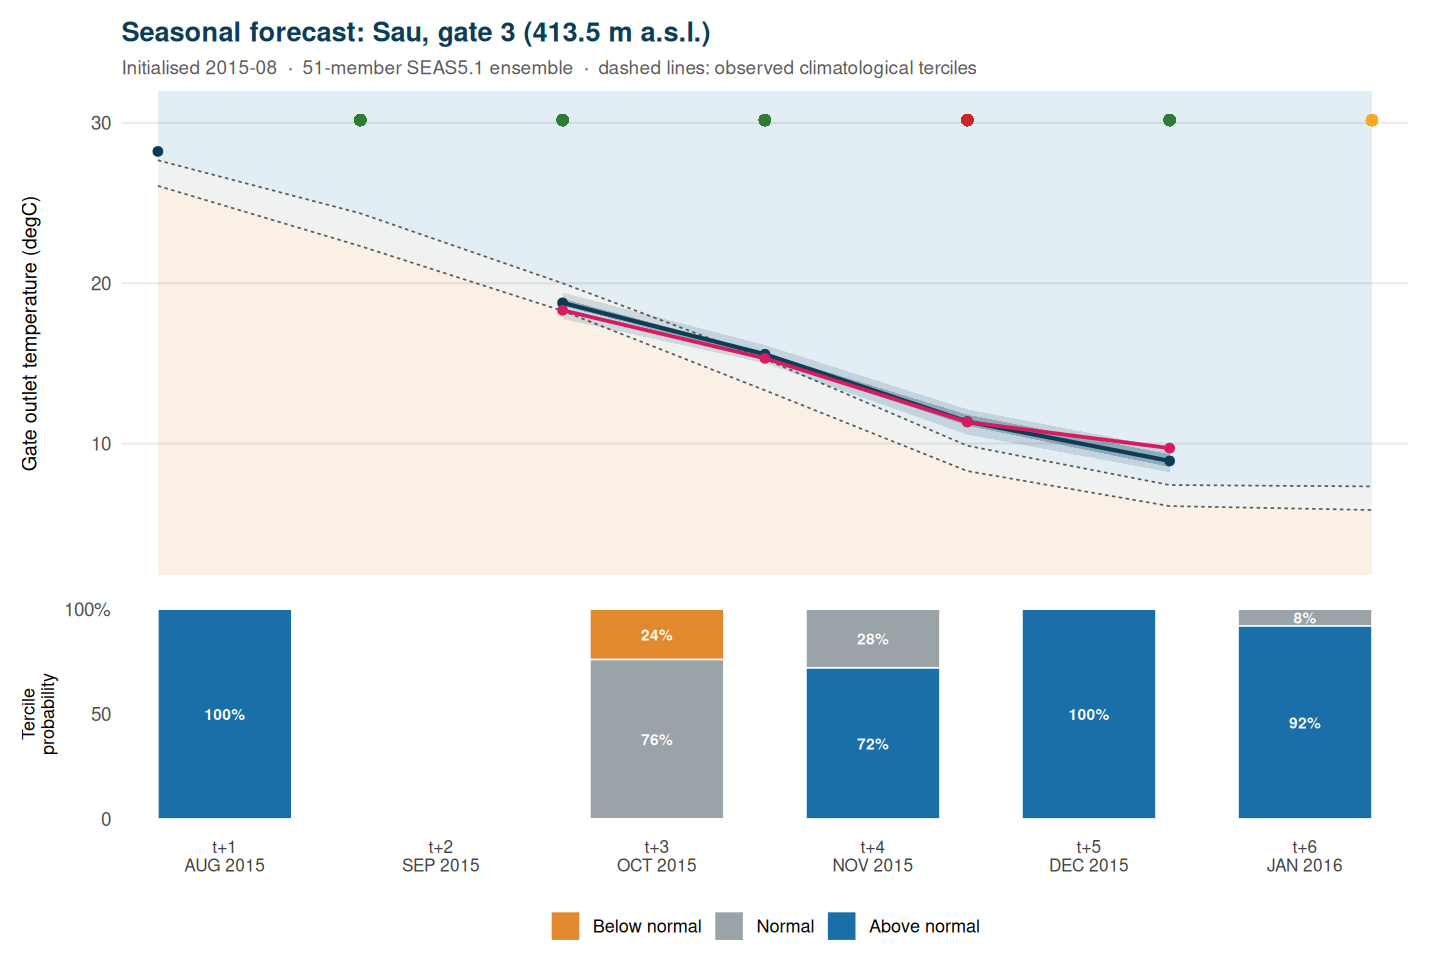 Seasonal forecast: Sau, gate 3 (413.5 m a.s.l.)
Initialised 2015-08 · 51-member SEAS5.1 ensemble · dashed lines: observed climatological terciles
Gate outlet temperature (degC)
30
20
10
Tercile
probability
100%
50
0
100%
24%
76%
28%
72%
100%
8%
92%
t+1
AUG 2015
t+2
SEP 2015
t+3
OCT 2015
t+4
NOV 2015
t+5
DEC 2015
t+6
JAN 2016
Below normal
Normal
Above normal